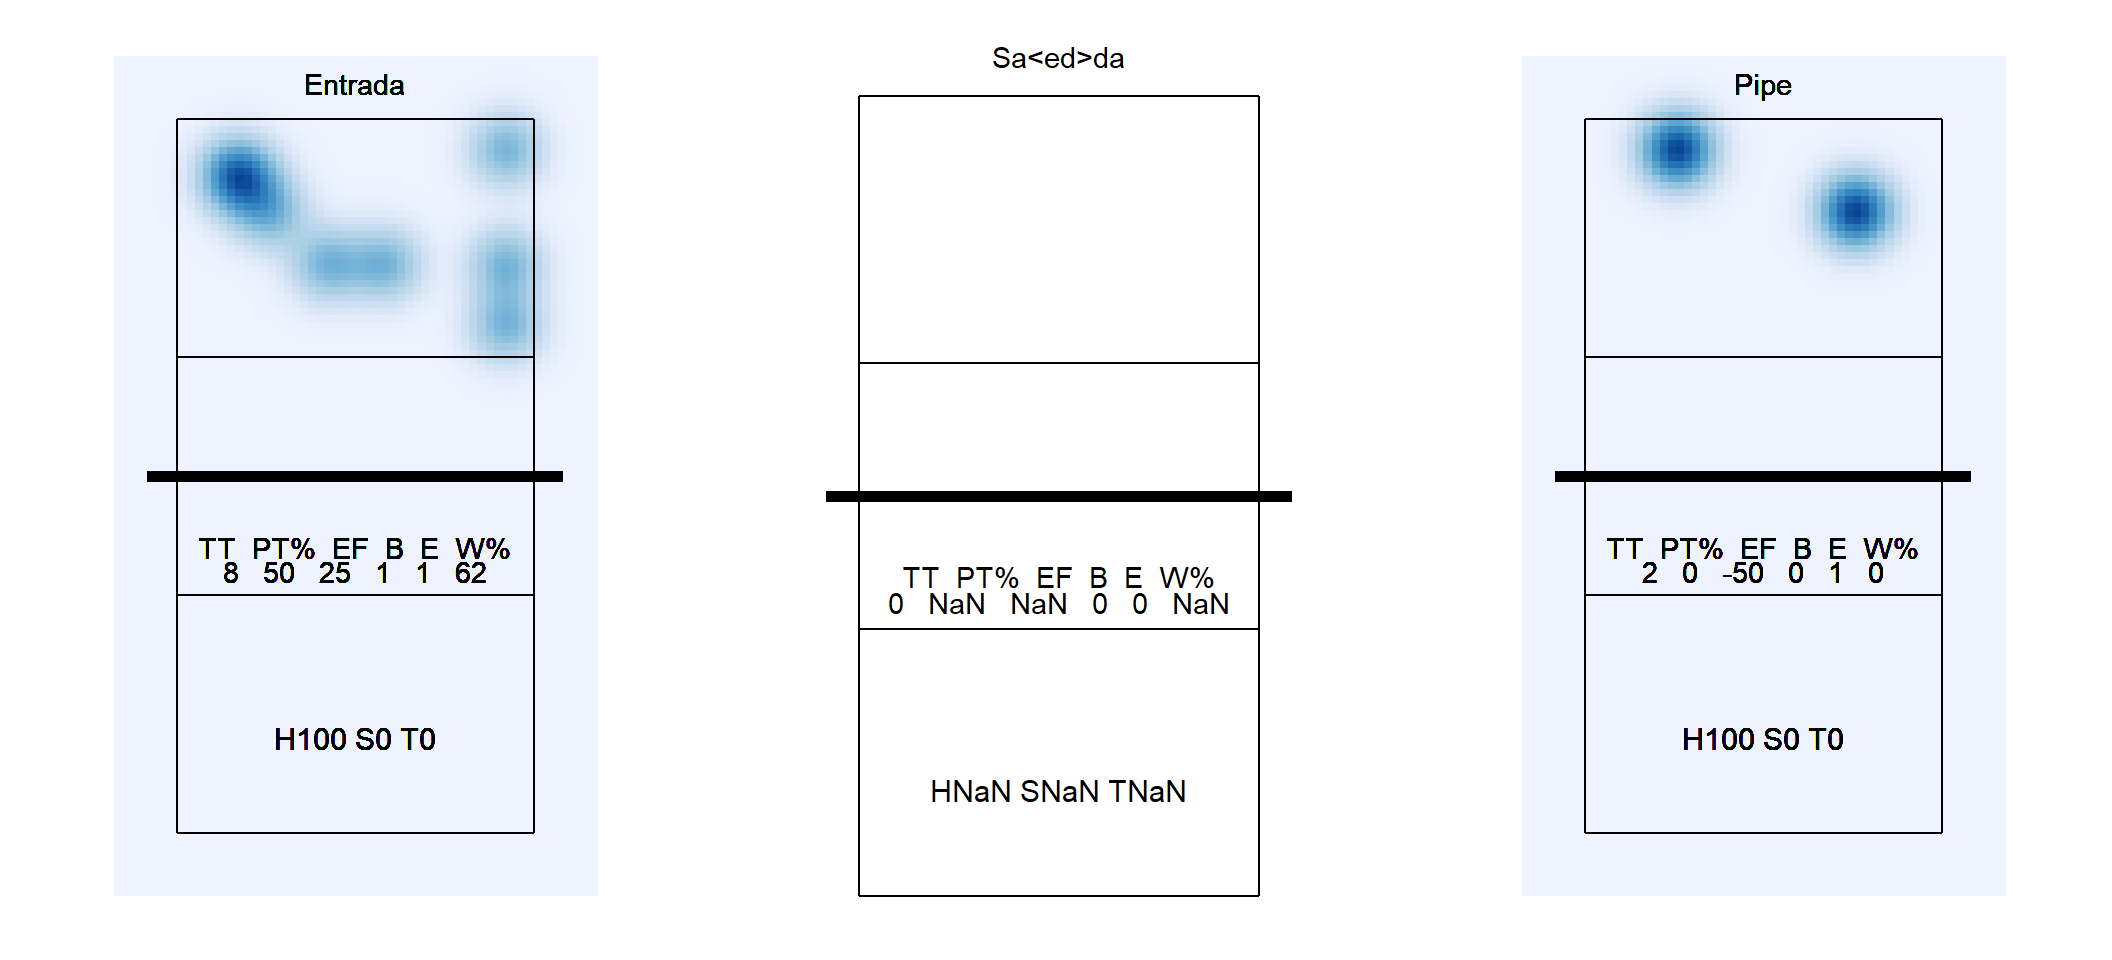 Entrada
TT PT% EF B E W%
8 50 25 1 1 62
H100 S0 T0
Sa<ed>da
TT PT% EF B E W%
0 NaN NaN 0 0 NaN
HNaN SNaN TNaN
Pipe
TT PT% EF B E W%
2 0 -50 0 1 0
H100 S0 T0